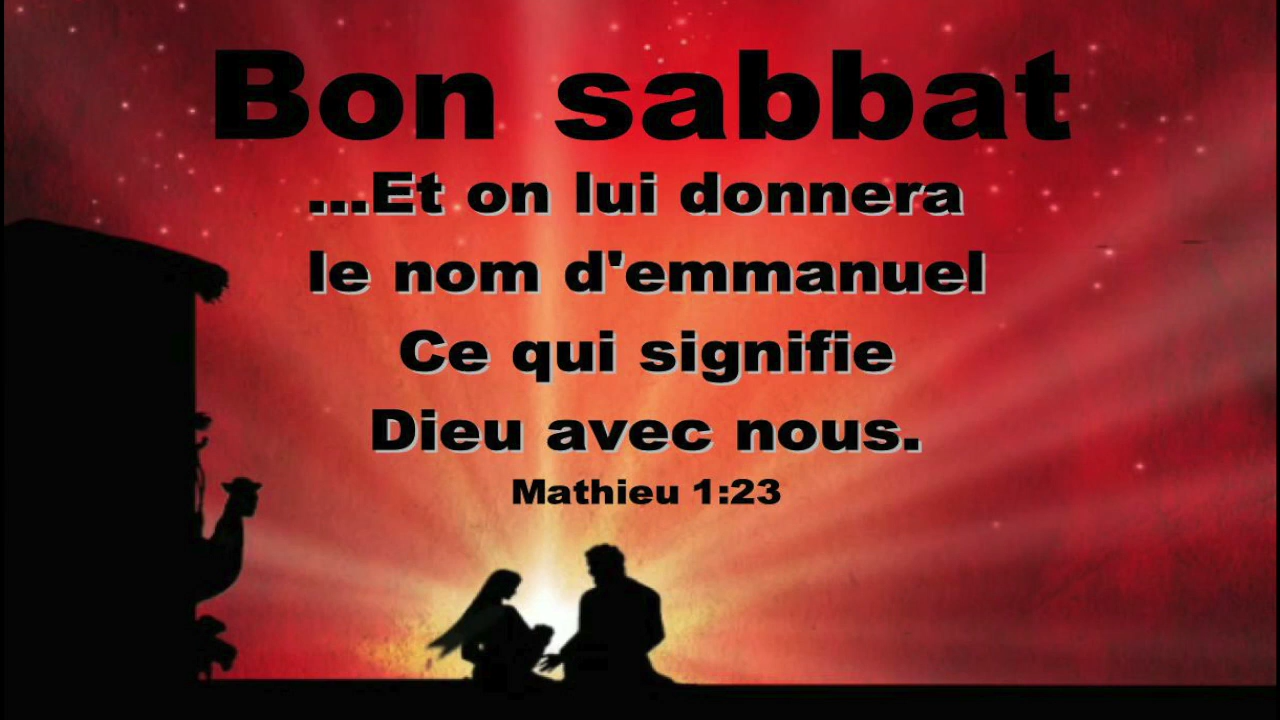 Bon sabbat
...Et on lui donnera
le nom d'emmanuel
Ce qui signifie
Dieu avec nous.
Mathieu 1:23